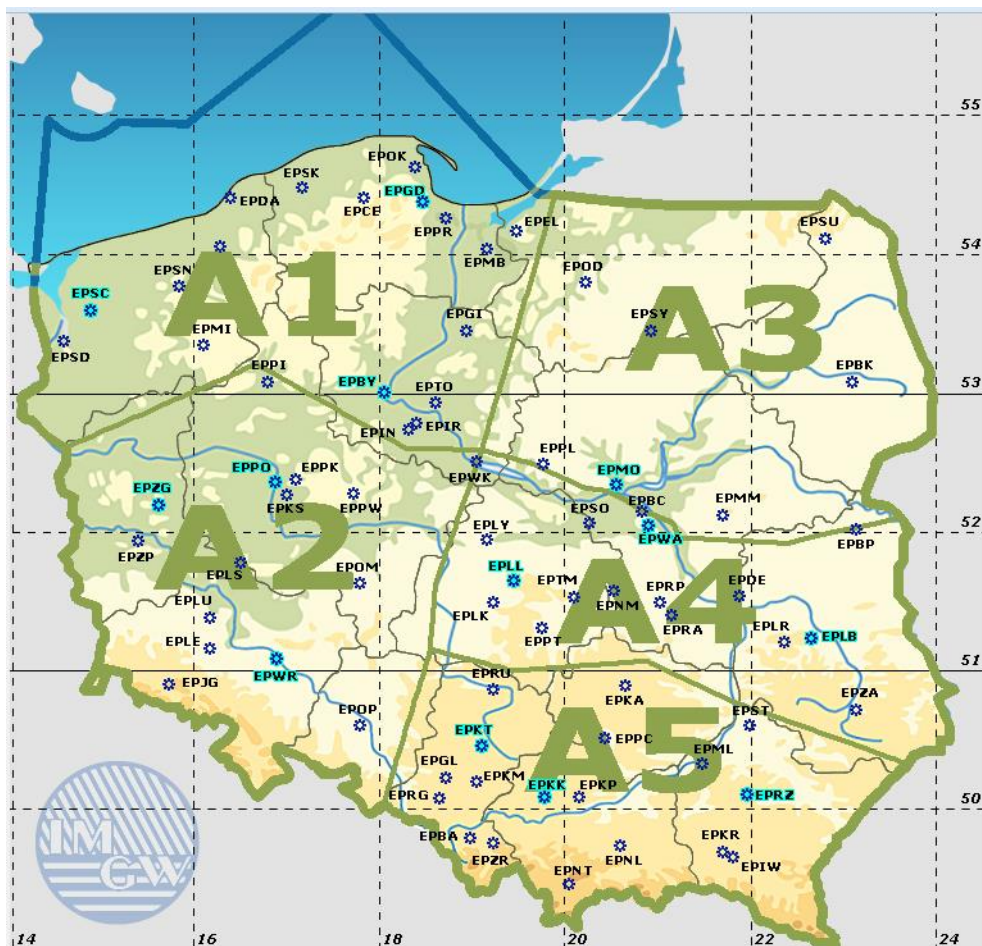 55
EPOK
EPSK
EPGD
EPDA
EPCE
EPPR
EPEL
EPSU
54
EPMB
EPSN
EPOD
EPSC
A1
A3
EPGI
EPSY
EPMI
EPSD
EPPI
EPBY
EPTO
EPBK
53
EPIN
EPIR
EPPL
EPWK
EPPO
EPPK
EPMO
EPZG
EPKS
EPPW
EPSO
EPBC
EPMM
52
EPZP
EPLY
EPWA
EPBP
A2
A4
EPLS
EPOM
EPLL
EPTM
EPNM
EPRP
EPDE
EPLU
EPLK
EPRA
EPLE
EPPT
EPLR
EPLB
51
EPWR
EPJG
EPRU
EPKA
EPZA
EPOP
EPST
EPKT
EPPC
A5
EPML
EPGL
EPKM
EPRG
EPKK
EPKP
EPRZ
50
EPBA
EPZR
EPNL
EPKR
EPIW
EPNT
IM
G-W
14
16
18
20
22
24